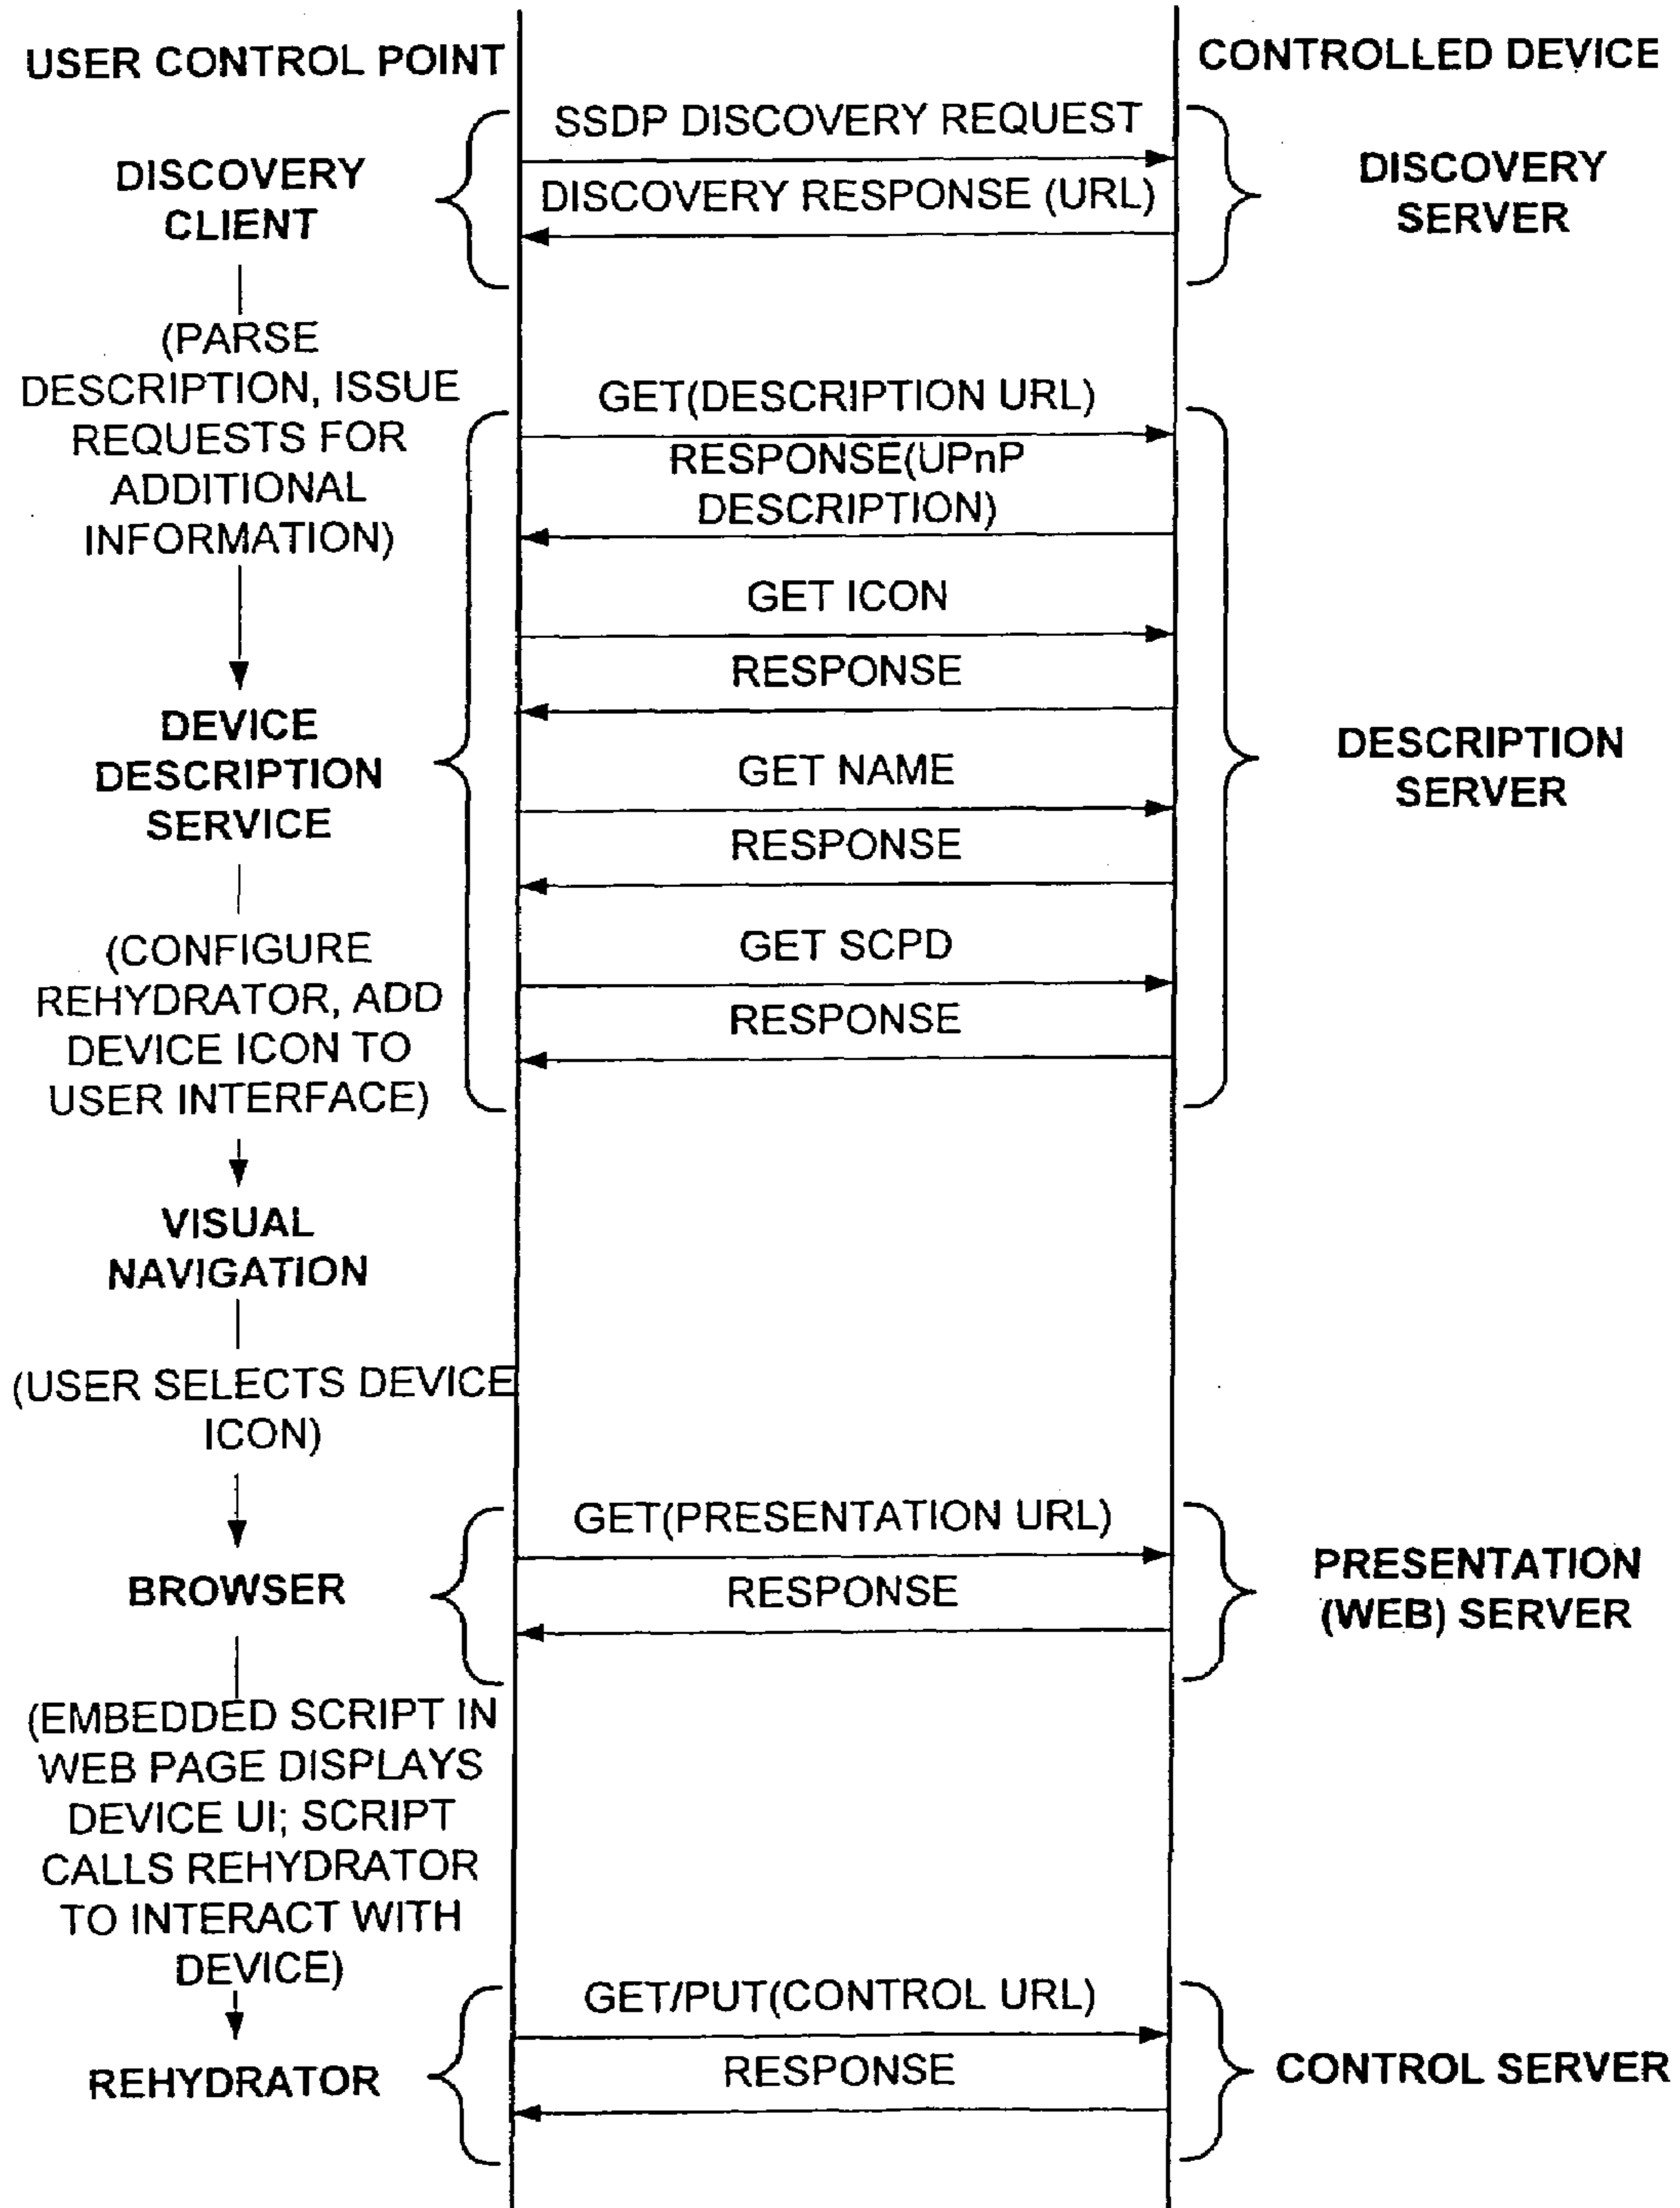 USER CONTROL POINT
CONTROLLED DEVICE
SSDP DISCOVERY REQUEST
DISCOVERY RESPONSE (URL)
DISCOVERY
CLIENT
DISCOVERY
SERVER
(PARSE
DESCRIPTION, ISSUE
REQUESTS FOR
ADDITIONAL
INFORMATION)
GET(DESCRIPTION URL)
RESPONSE(UPnP
DESCRIPTION)
GET ICON
RESPONSE
GET NAME
RESPONSE
GET SCPD
RESPONSE
DEVICE
DESCRIPTION
SERVICE
DESCRIPTION
SERVER
(CONFIGURE
REHYDRATOR, ADD
DEVICE ICON TO
USER INTERFACE)
VISUAL
NAVIGATION
(USER SELECTS DEVICE
ICON)
GET(PRESENTATION URL)
RESPONSE
BROWSER
PRESENTATION
(WEB) SERVER
(EMBEDDED SCRIPT IN
WEB PAGE DISPLAYS
DEVICE UI; SCRIPT
CALLS REHYDRATOR
TO INTERACT WITH
DEVICE)
GET/PUT(CONTROL URL)
RESPONSE
REHYDRATOR
CONTROL SERVER